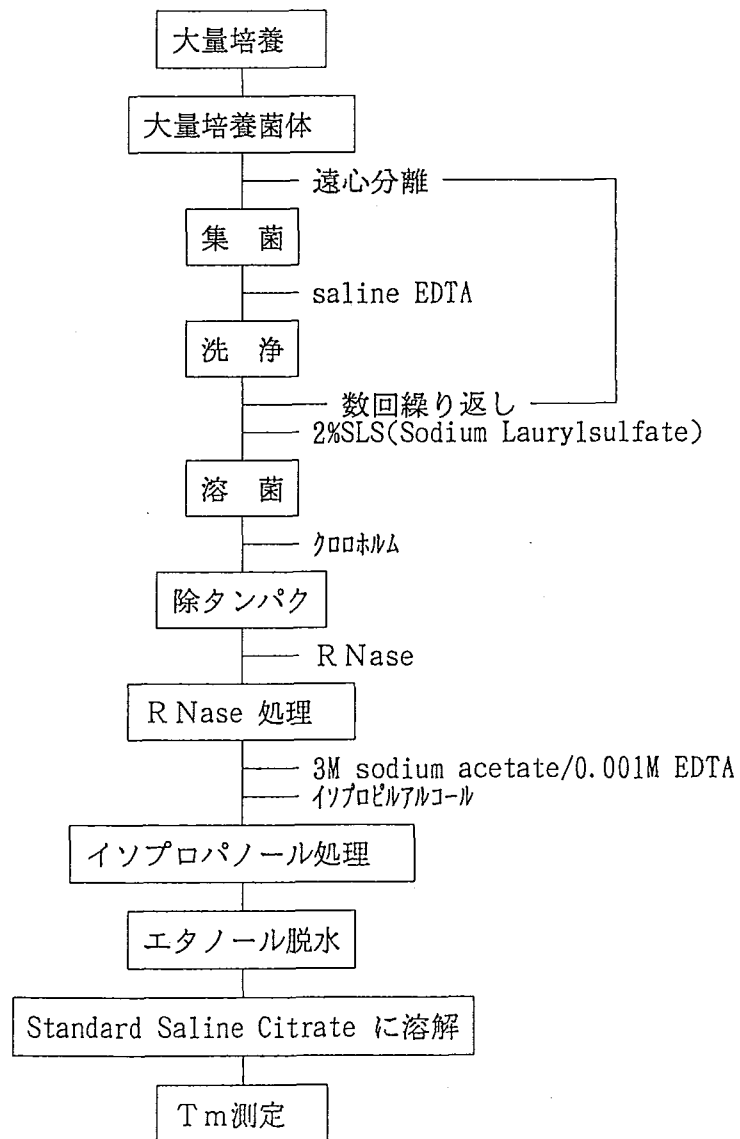 大量培養
大量培養菌体
遠心分離
集　菌
saline EDTA
洗　浄
数回繰り返し
2%SLS(Sodium Laurylsulfate)
溶　菌
ｸﾛﾛﾎﾙﾑ
除タンパク
ＲNase
ＲNase 処理
3M sodium acetate/0.001M EDTA
ｲｿﾌﾟﾛﾋﾟﾙｱﾙｺｰﾙ
イソプロパノール処理
エタノール脱水
Standard Saline Citrate に溶解
Ｔm測定